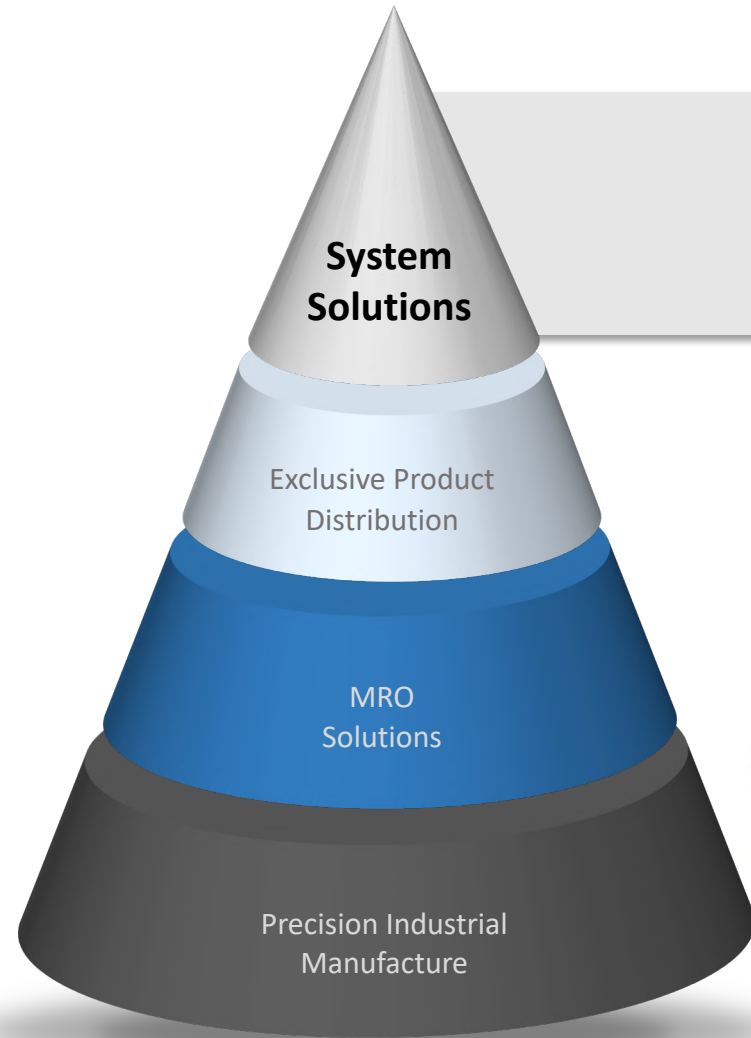 System
Solutions
Exclusive Product
Distribution
MRO
Solutions
Precision Industrial
Manufacture